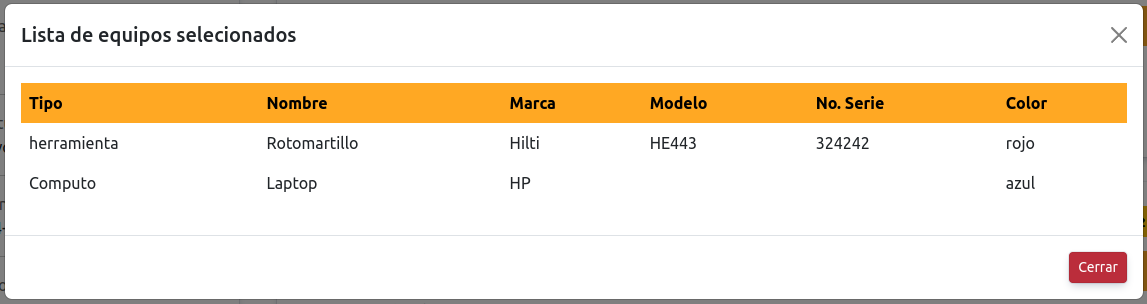 Lista de equipos selecionados
Tipo Nombre Marca Modelo No. Serie Color
herramienta Rotomartillo Hilti HE443 324242 rojo
Computo Laptop HP azul
Cerrar